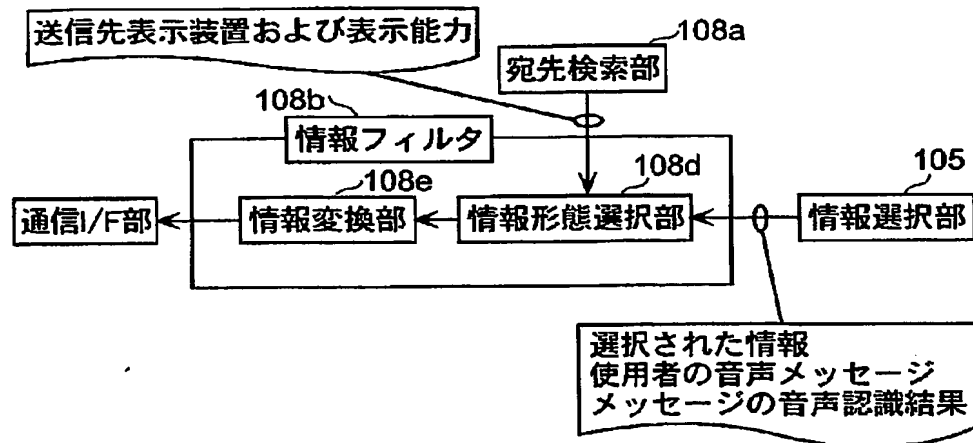 送信先表示装置および表示能力
108a
宛先検索部
108b
情報フィルタ
108e
108d
105
通信I/F部
情報変換部
情報形態選択部
情報選択部
選択された情報
使用者の音声メッセージ
メッセージの音声認識結果